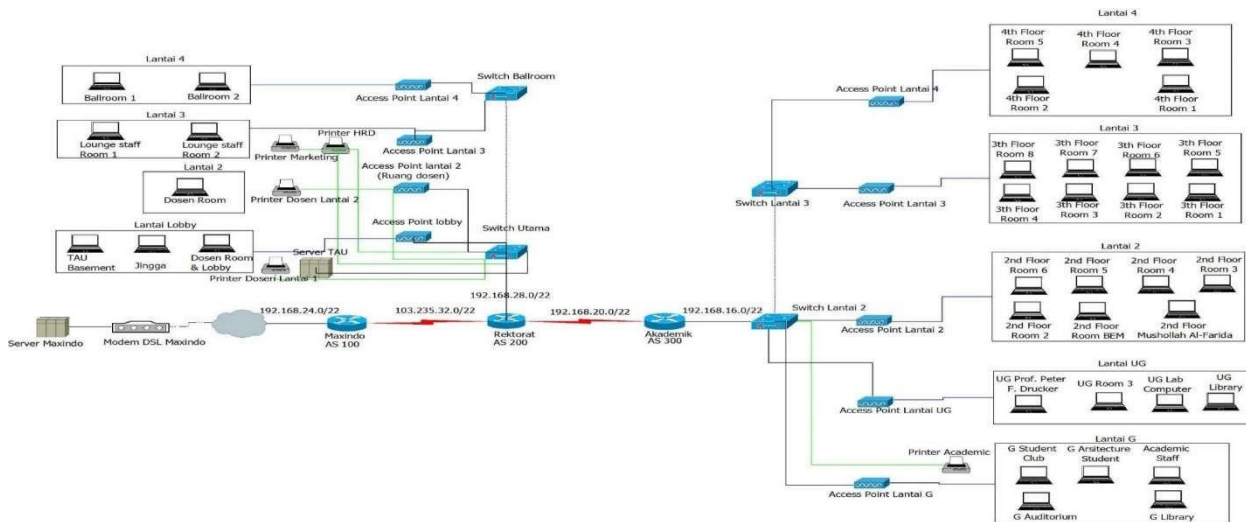 Lantai 4
Ballroom 1
Ballroom 2
Access Point Lantai 4
Switch Ballroom
Lantai 3
Lounge staff
Room 1
Lounge staff
Room 2
Printer HRD
Printer Marketing
Access Point Lantai 3
Lantai 2
Dosen Room
Printer Dosen Lantai 2
Access Point lantai 2
(Ruang dosen)
Lantai Lobby
TAU
Basement
Jingga
Dosen Room
& Lobby
Access Point lobby
Switch Utama
Server TAU
Printer Dosen Lantai 1
192.168.28.0/22
Server Maxindo
Modem DSL Maxindo
192.168.24.0/22
Maxindo
AS 100
103.235.32.0/22
Rektorat
AS 200
192.168.20.0/22
Akademik
AS 300
192.168.16.0/22
Switch Lantai 2
Switch Lantai 3
Access Point Lantai 4
Lantai 4
4th Floor
Room 5
4th Floor
Room 4
4th Floor
Room 3
4th Floor
Room 2
4th Floor
Room 1
Access Point Lantai 3
Lantai 3
3th Floor
Room 8
3th Floor
Room 7
3th Floor
Room 6
3th Floor
Room 5
3th Floor
Room 4
3th Floor
Room 3
3th Floor
Room 2
3th Floor
Room 1
Access Point Lantai 2
Lantai 2
2nd Floor
Room 6
2nd Floor
Room 5
2nd Floor
Room 4
2nd Floor
Room 3
2nd Floor
Room 2
2nd Floor
Room BEM
2nd Floor
Mushollah Al-Farida
Access Point Lantai UG
Lantai UG
UG Prof. Peter
F. Drucker
UG Room 3
UG Lab
Computer
UG
Library
Printer Academic
Access Point Lantai G
Lantai G
G Student
Club
G Arsitecture
Student
Academic
Staff
G Auditorium
G Library